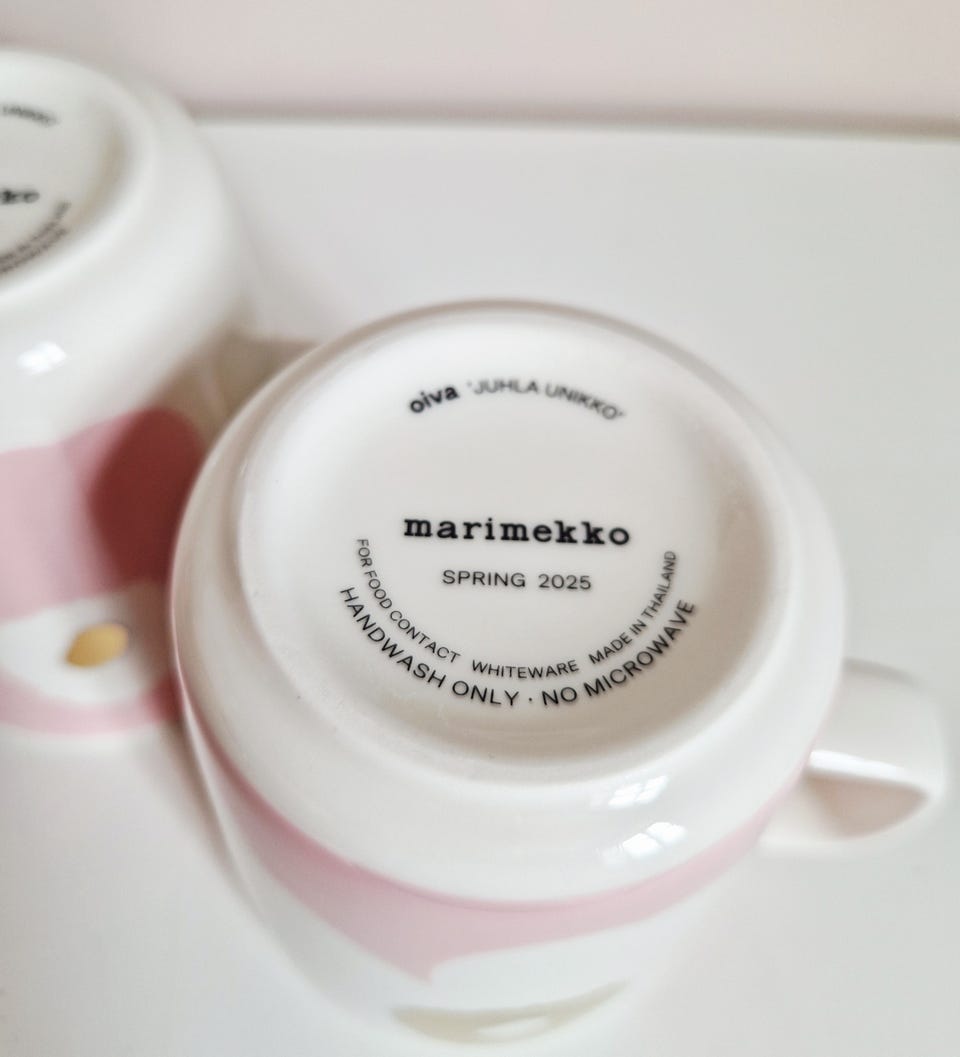 oiva 'JUHLA UNIKKO'
marimekko
SPRING 2025
FOR FOOD CONTACT WHITEWARE MADE IN THAILAND
HANDWASH ONLY · NO MICROWAVE